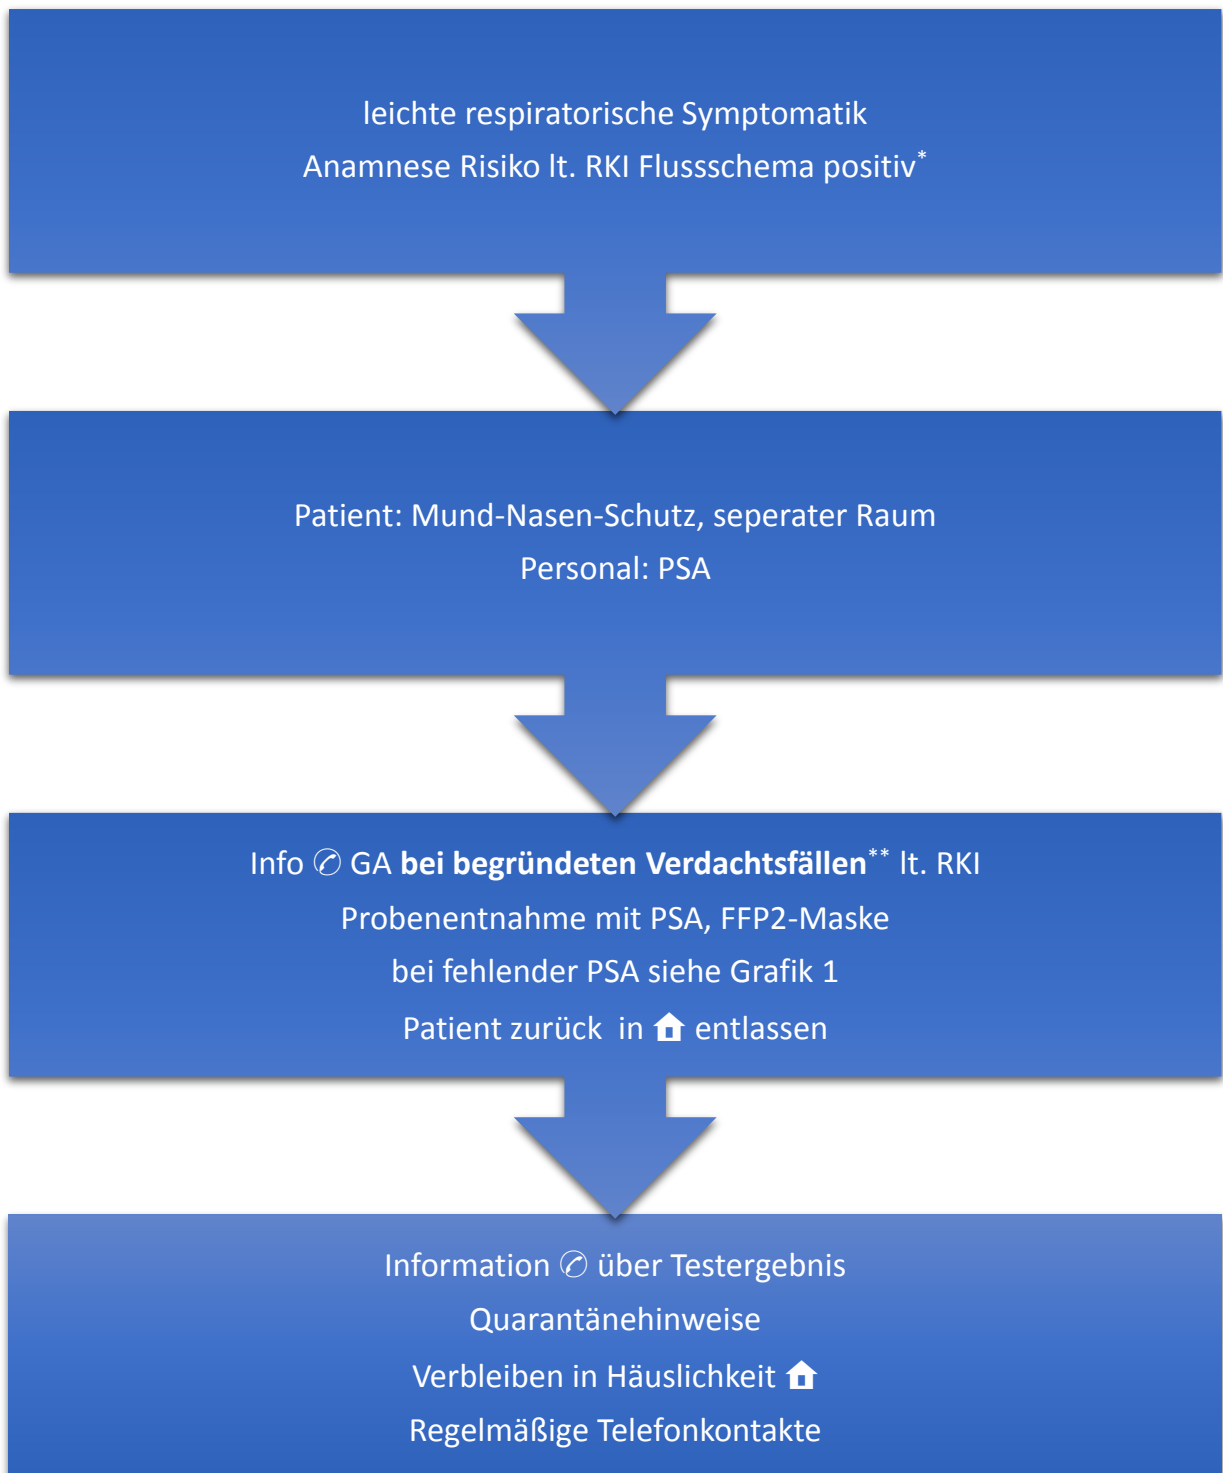 leichte respiratorische Symptomatik
Anamnese Risiko lt. RKI Flussschema positiv*
Patient: Mund-Nasen-Schutz, seperater Raum
Personal: PSA
Info ✆ GA bei begründeten Verdachtsfällen** lt. RKI
Probenentnahme mit PSA, FFP2-Maske
bei fehlender PSA siehe Grafik 1
Patient zurück in entlassen
Information ✆ über Testergebnis
Quarantänehinweise
Verbleiben in Häuslichkeit
Regelmäßige Telefonkontakte